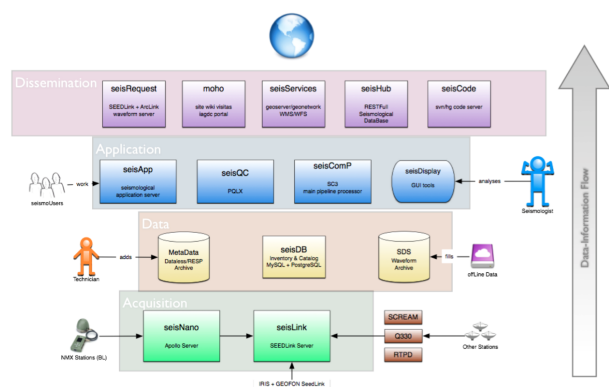 Dissemination
seisRequest
SEEDLink + ArcLink
waveform server
moho
site wiki visitas
iagdc portal
seisServices
geoserver/geonetwork
WMS/WFS
seisHub
RESTFull
Seismological
DataBase
seisCode
svn/hg code server
Application
seisApp
seismological
application server
seisQC
PQLX
seisComP
SC3
main pipeline processor
seisDisplay
GUI tools
work
seismoUsers
analyses
Seismologist
Data
MetaData
Dataless/RESP
Archive
seisDB
Inventory & Catalog
MySQL + PostgreSQL
SDS
Waveform
Archive
adds
Technician
fills
offLine Data
Acquisition
seisNano
Apollo Server
seisLink
SEEDLink Server
SCREAM
Q330
RTPD
NMX Stations (BL)
Other Stations
IRIS + GEOFON SeedLink
Data-Information Flow